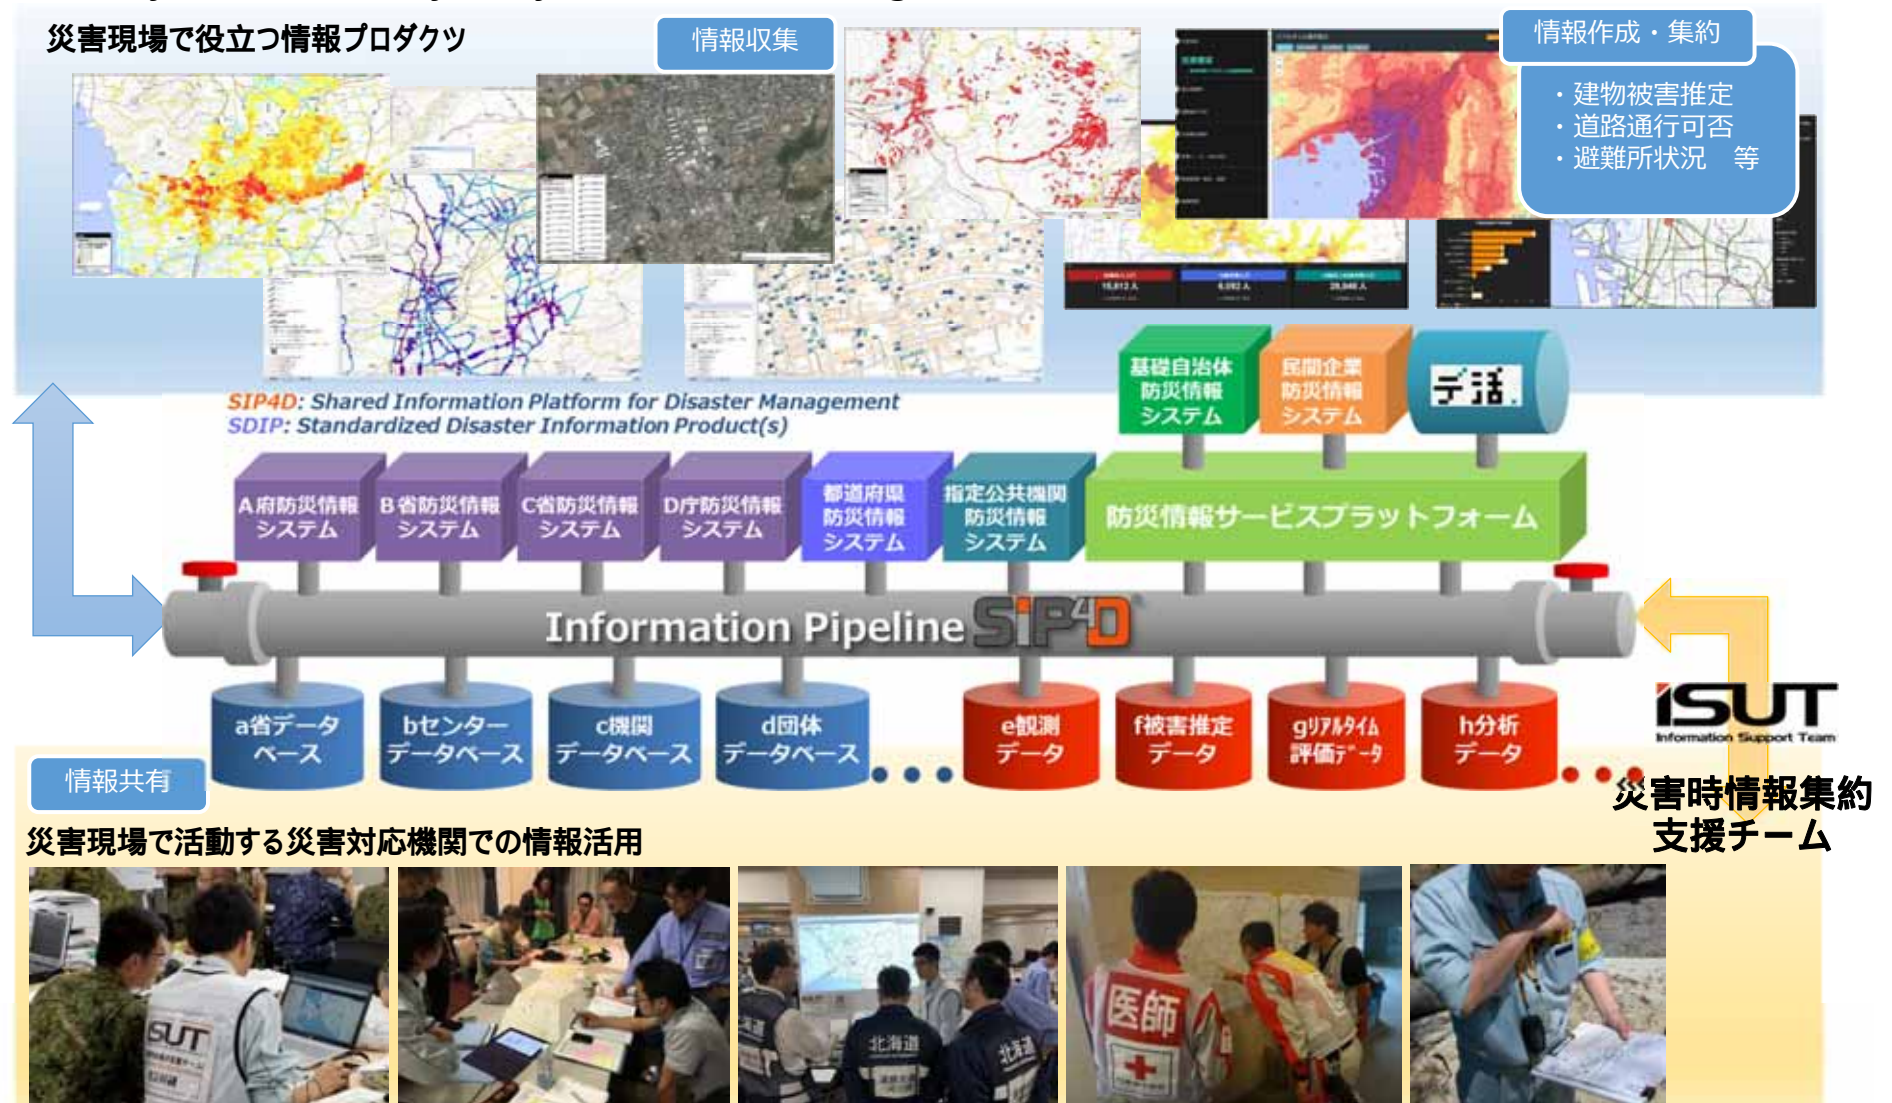 災害現場で役立つ情報プロダクツ
情報収集
情報作成・集約
・建物被害推定
・道路通行可否
・避難所状況　等
15,812 人
6,092 人
基礎自治体
防災情報
システム
民間企業
防災情報
システム
デ活.
SIP4D: Shared Information Platform for Disaster Management
SDIP: Standardized Disaster Information Product(s)
A府防災情報
システム
B省防災情報
システム
C省防災情報
システム
D庁防災情報
システム
都道府県
防災情報
システム
指定公共機関
防災情報
システム
防災情報サービスプラットフォーム
Information Pipeline SiP4D
a省データ
ベース
bセンター
データベース
c機関
データベース
d団体
データベース
e観測
データ
f被害推定
データ
gリアルタイム
評価データ
h分析
データ
iSUT
Information Support Team
災害時情報集約
支援チーム
情報共有
災害現場で活動する災害対応機関での情報活用
ISUT
北海道
北海道
医師